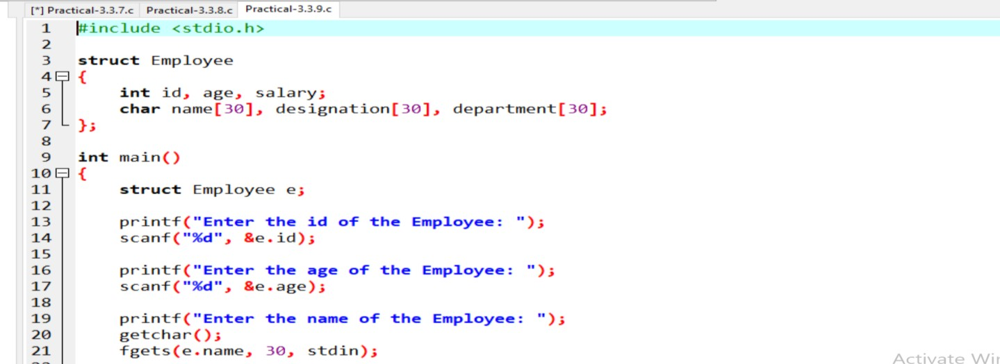 [*] Practical-3.3.7.c Practical-3.3.8.c Practical-3.3.9.c
1 #include <stdio.h>
2
3 struct Employee
4 {
5 int id, age, salary;
6 char name[30], designation[30], department[30];
7 };
8
9 int main()
10 {
11 struct Employee e;
12
13 printf("Enter the id of the Employee: ");
14 scanf("%d", &e.id);
15
16 printf("Enter the age of the Employee: ");
17 scanf("%d", &e.age);
18
19 printf("Enter the name of the Employee: ");
20 getchar();
21 fgets(e.name, 30, stdin);
Activate